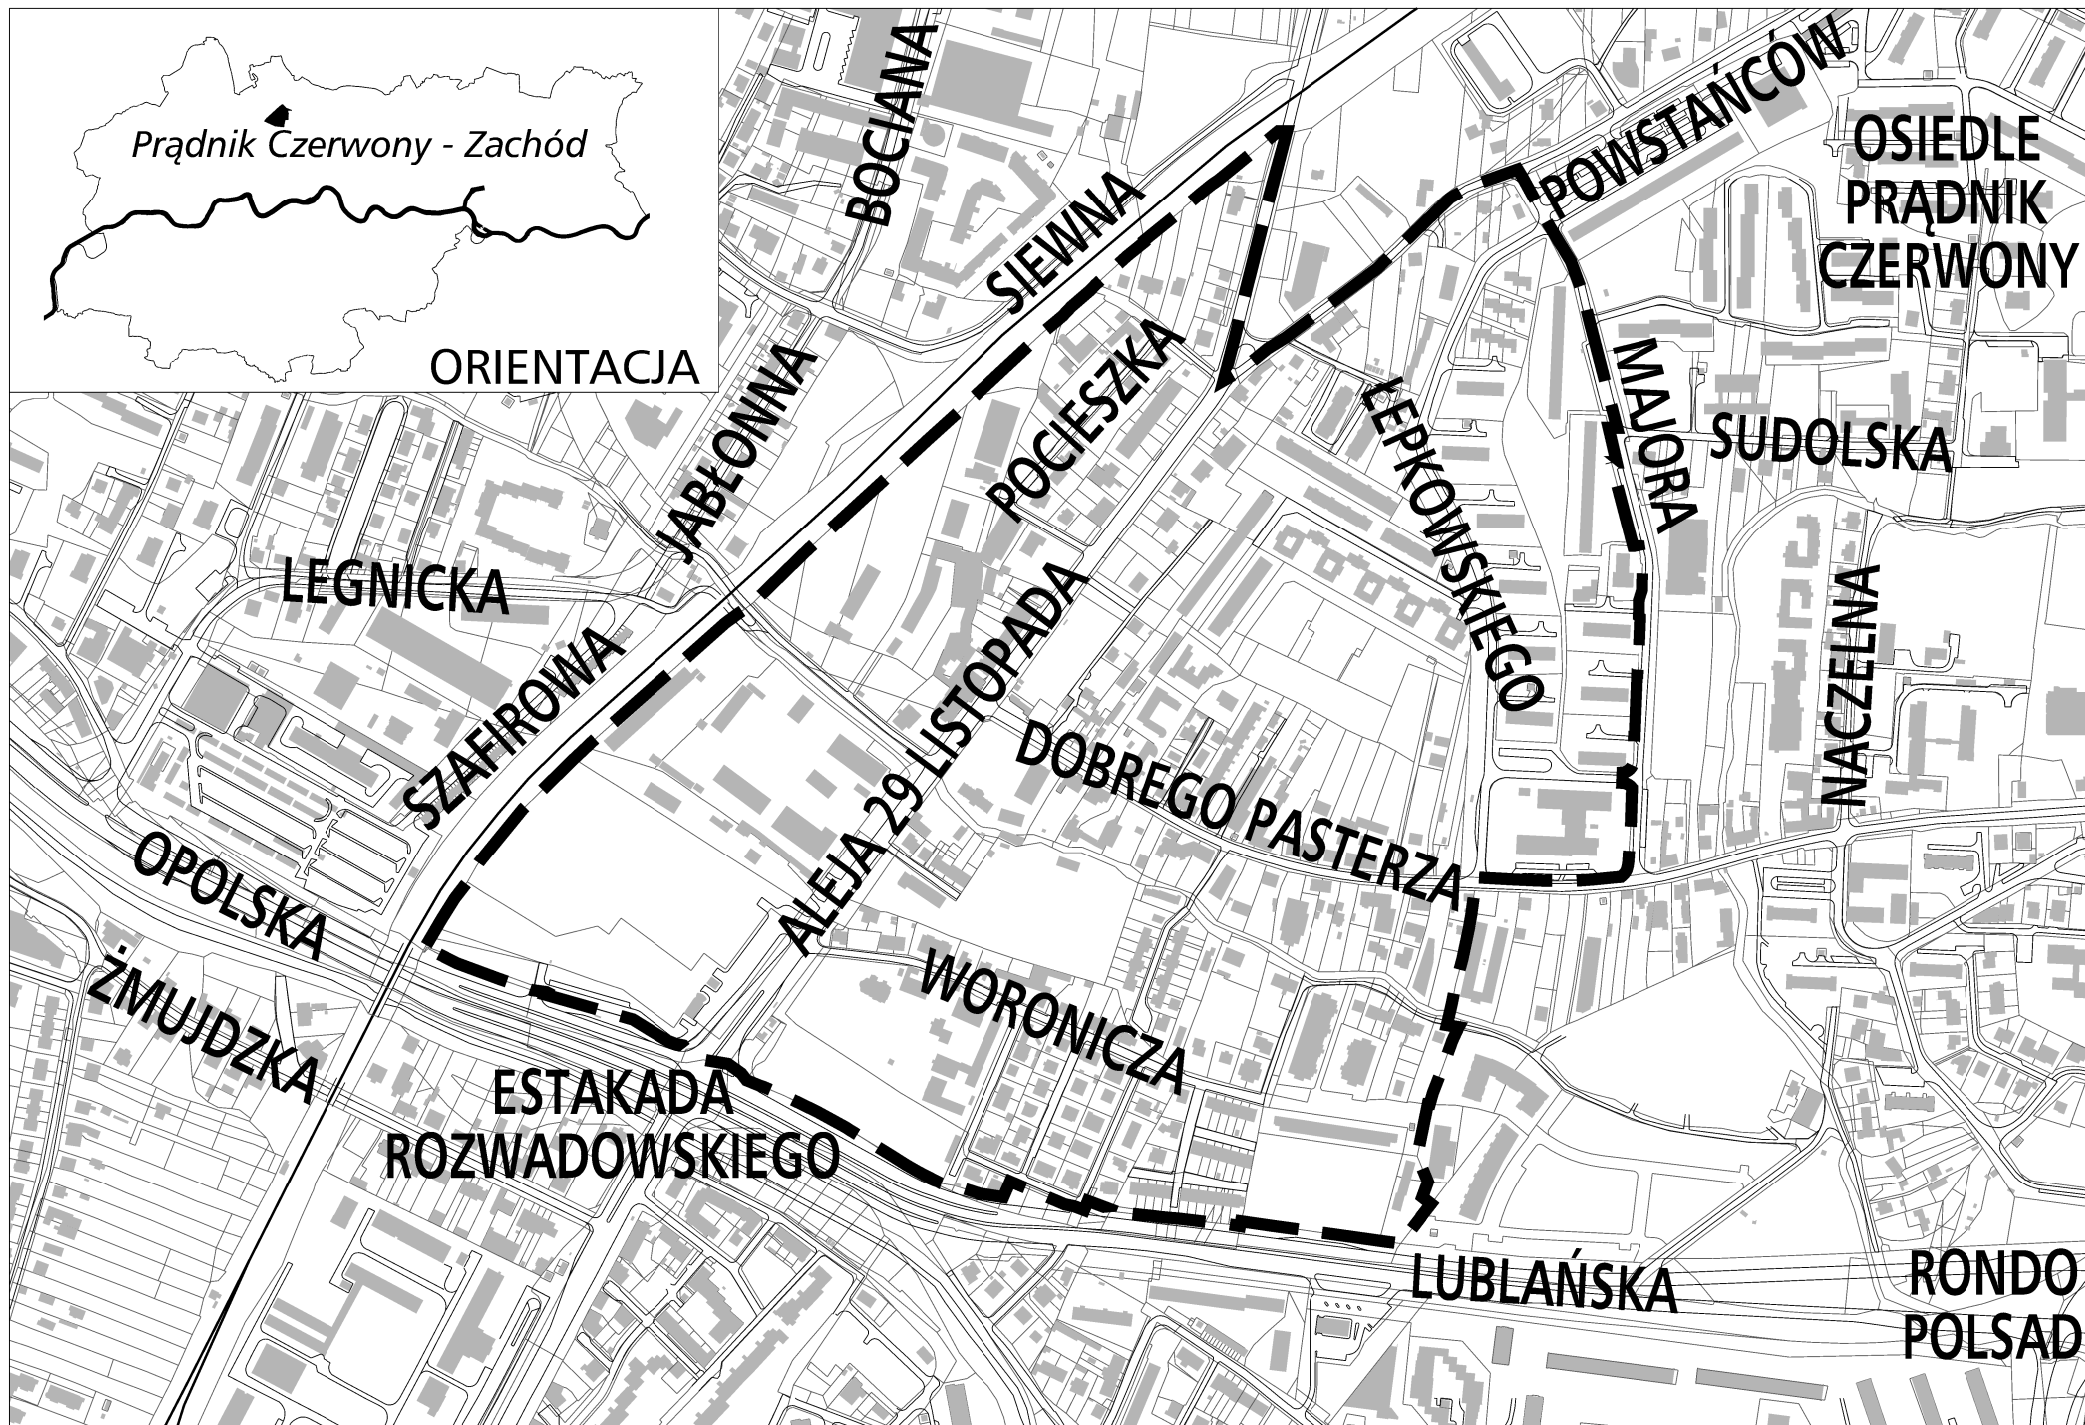 Prądnik Czerwony - Zachód
ORIENTACJA
BOCIANA
SIEWNA
POWSTAŃCÓW
OSIEDLE
PRĄDNIK
CZERWONY
JABŁONNA
POCIESZKA
ŁEPKOWSKIEGO
MAJORA
SUDOLSKA
LEGNICKA
SZAFIROWA
ALEJA 29 LISTOPADA
DOBREGO PASTERZA
NACZELNA
OPOLSKA
ŻMUJDZKA
WORONICZA
ESTAKADA
ROZWADOWSKIEGO
LUBLAŃSKA
RONDO
POLSAD